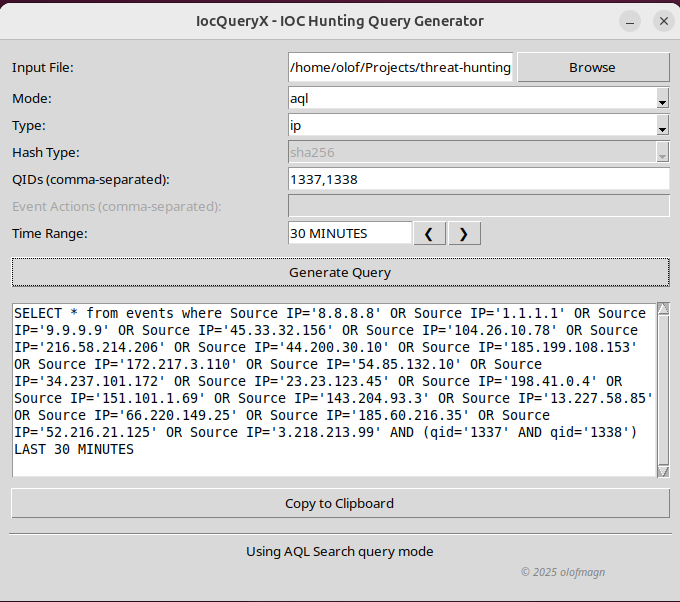 IocQueryX - IOC Hunting Query Generator
Input File: /home/olof/Projects/threat-hunting Browse
Mode: aql
Type: ip
Hash Type: sha256
QIDs (comma-separated): 1337,1338
Event Actions (comma-separated):
Time Range: 30 MINUTES ❮ ❯
Generate Query
SELECT * from events where Source IP='8.8.8.8' OR Source IP='1.1.1.1' OR Source
IP='9.9.9.9' OR Source IP='45.33.32.156' OR Source IP='104.26.10.78' OR Source
IP='216.58.214.206' OR Source IP='44.200.30.10' OR Source IP='185.199.108.153'
OR Source IP='172.217.3.110' OR Source IP='54.85.132.10' OR Source
IP='34.237.101.172' OR Source IP='23.23.123.45' OR Source IP='198.41.0.4' OR
Source IP='151.101.1.69' OR Source IP='143.204.93.3' OR Source IP='13.227.58.85'
OR Source IP='66.220.149.25' OR Source IP='185.60.216.35' OR Source
IP='52.216.21.125' OR Source IP='3.218.213.99' AND (qid='1337' AND qid='1338')
LAST 30 MINUTES
Copy to Clipboard
Using AQL Search query mode
© 2025 olofmagn